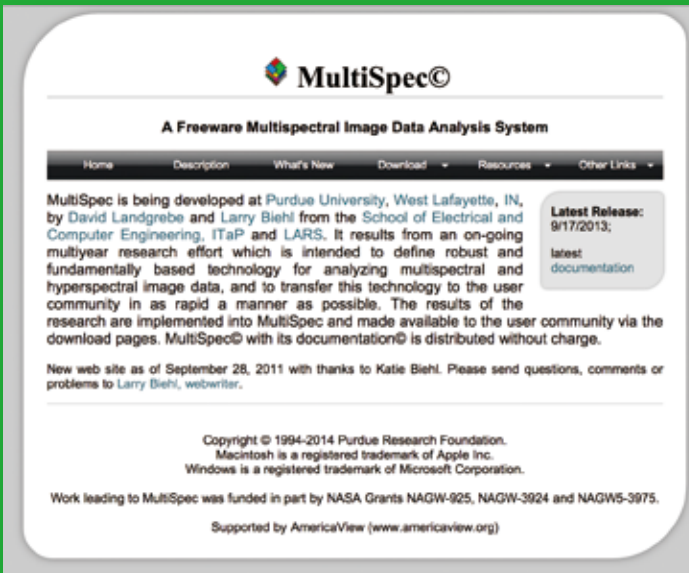 MultiSpec©
A Freeware Multispectral Image Data Analysis System
Home Description What's New Download Resources Other Links
MultiSpec is being developed at Purdue University, West Lafayette, IN,
by David Landgrebe and Larry Biehl from the School of Electrical and
Computer Engineering, ITaP and LARS. It results from an on-going
multiyear research effort which is intended to define robust and
fundamentally based technology for analyzing multispectral and
hyperspectral image data, and to transfer this technology to the user
community in as rapid a manner as possible. The results of the
research are implemented into MultiSpec and made available to the user community via the
download pages. MultiSpec© with its documentation© is distributed without charge.
Latest Release:
9/17/2013;
latest
documentation
New web site as of September 28, 2011 with thanks to Katie Biehl. Please send questions, comments or
problems to Larry Biehl, webwriter.
Copyright © 1994-2014 Purdue Research Foundation.
Macintosh is a registered trademark of Apple Inc.
Windows is a registered trademark of Microsoft Corporation.
Work leading to MultiSpec was funded in part by NASA Grants NAGW-925, NAGW-3924 and NAGW5-3975.
Supported by AmericaView (www.americaview.org)